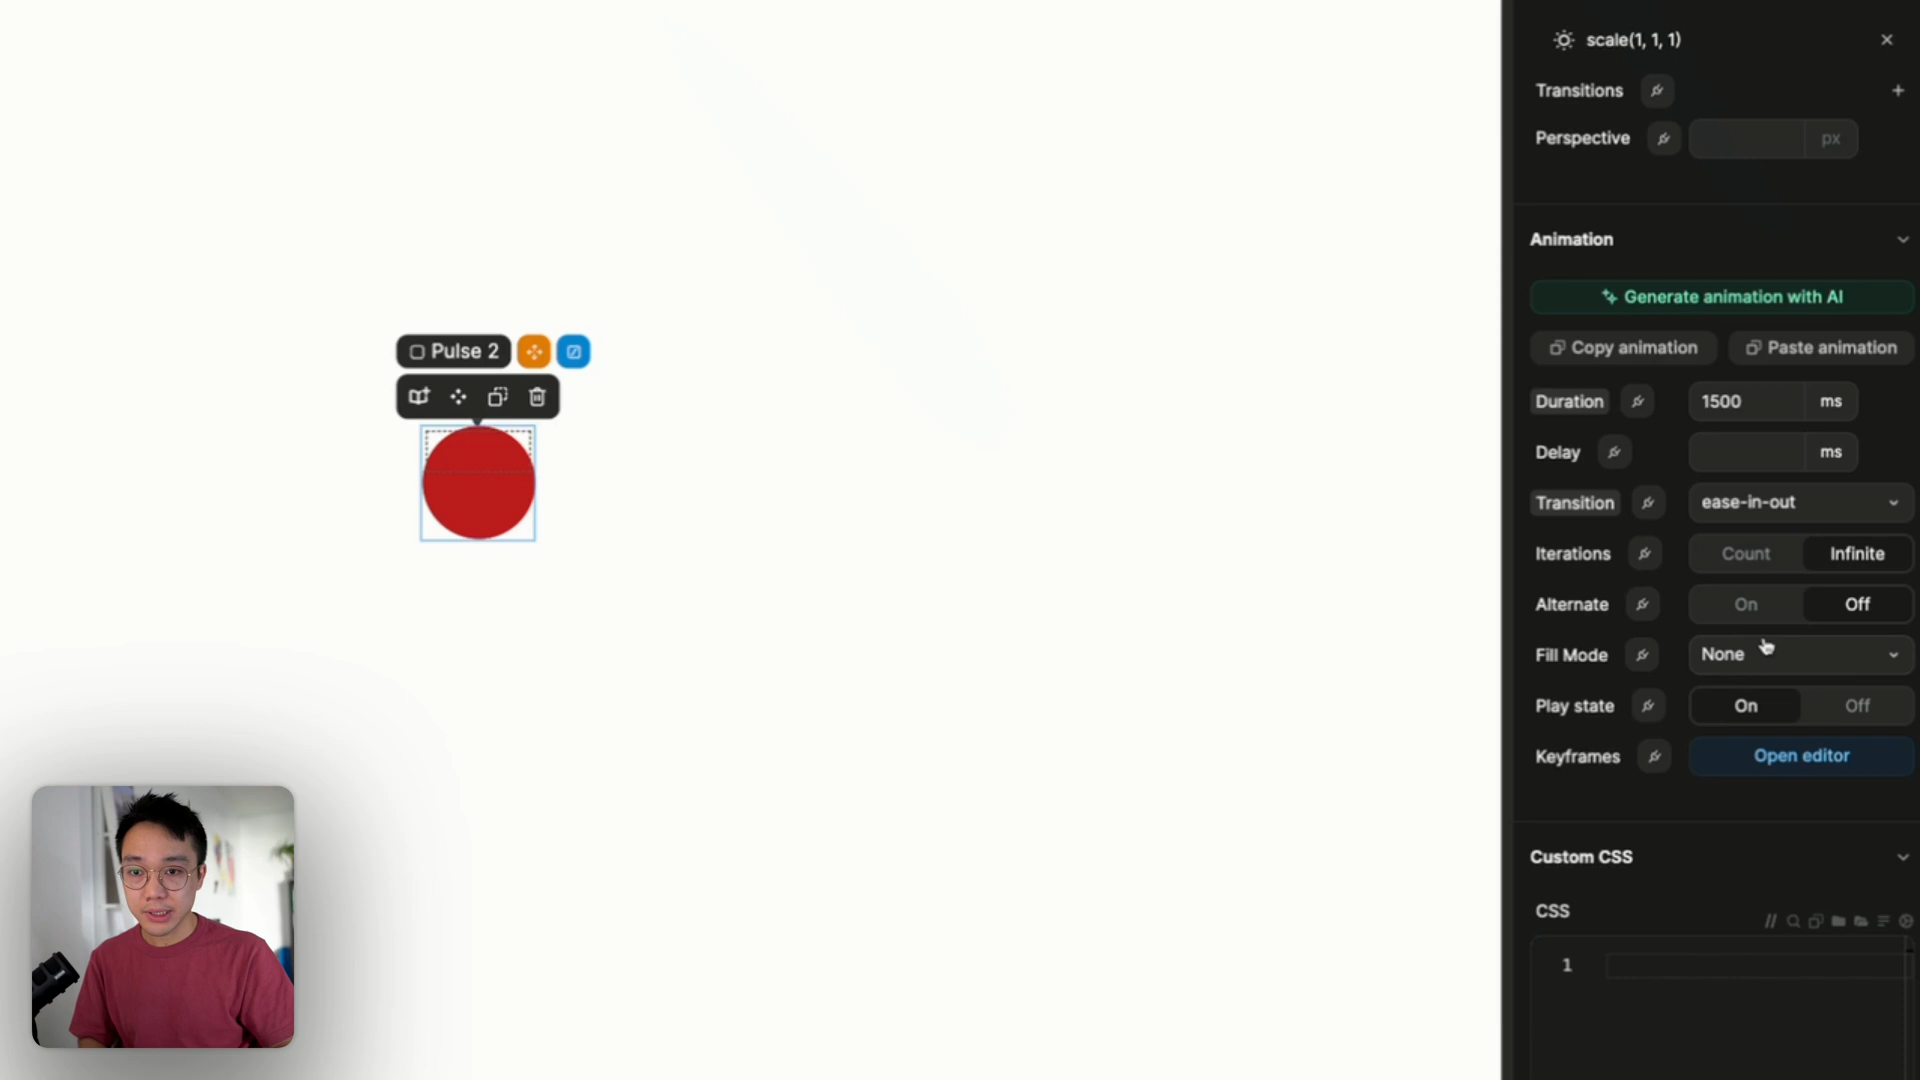 scale(1, 1, 1)
Transitions
Perspective px
Animation
Generate animation with AI
Copy animation Paste animation
Pulse 2
Duration 1500 ms
Delay ms
Transition ease-in-out
Iterations Count Infinite
Alternate On Off
Fill Mode None
Play state On Off
Keyframes Open editor
Custom CSS
CSS
//
1